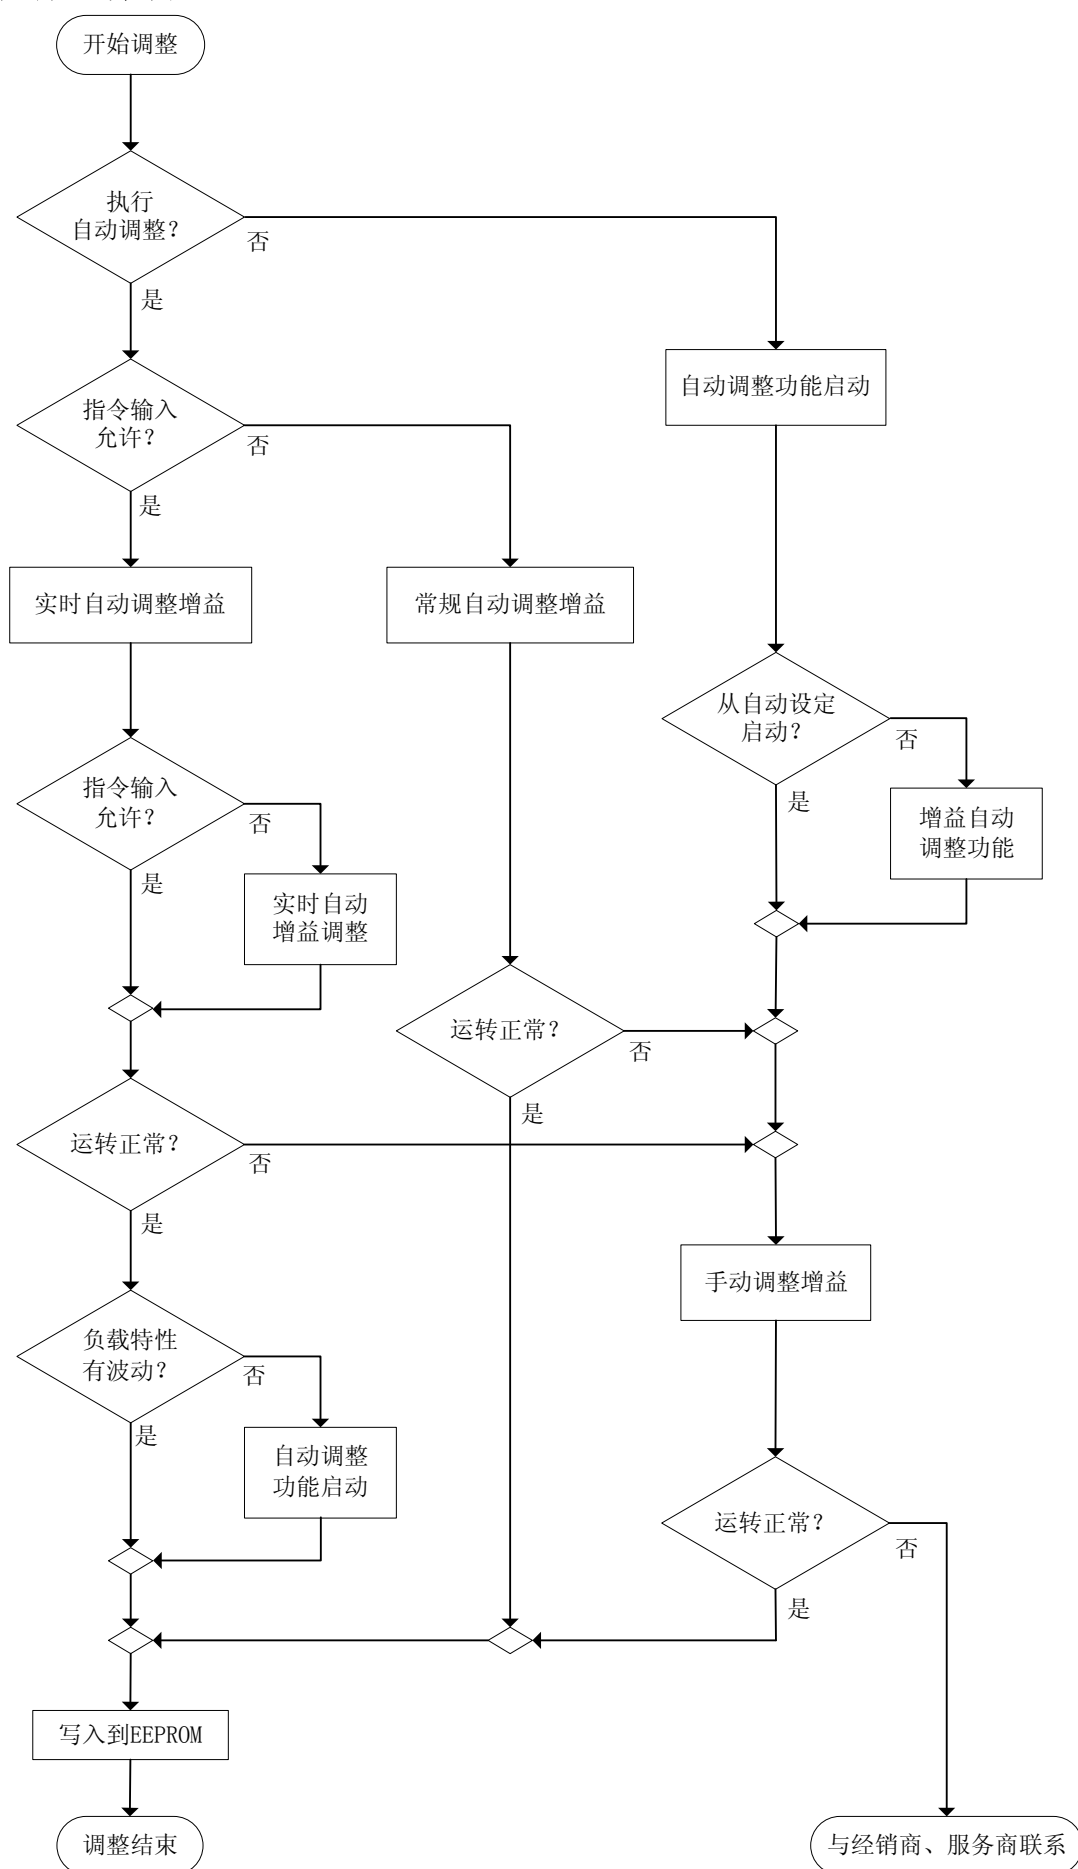 开始调整
执行
自动调整?
否
是
自动调整功能启动
指令输入
允许?
否
是
实时自动调整增益
常规自动调整增益
从自动设定
启动?
否
是
增益自动
调整功能
指令输入
允许?
否
是
实时自动
增益调整
运转正常?
否
是
运转正常?
否
是
手动调整增益
负载特性
有波动?
否
是
自动调整
功能启动
运转正常?
否
是
写入到EEPROM
调整结束
与经销商、服务商联系